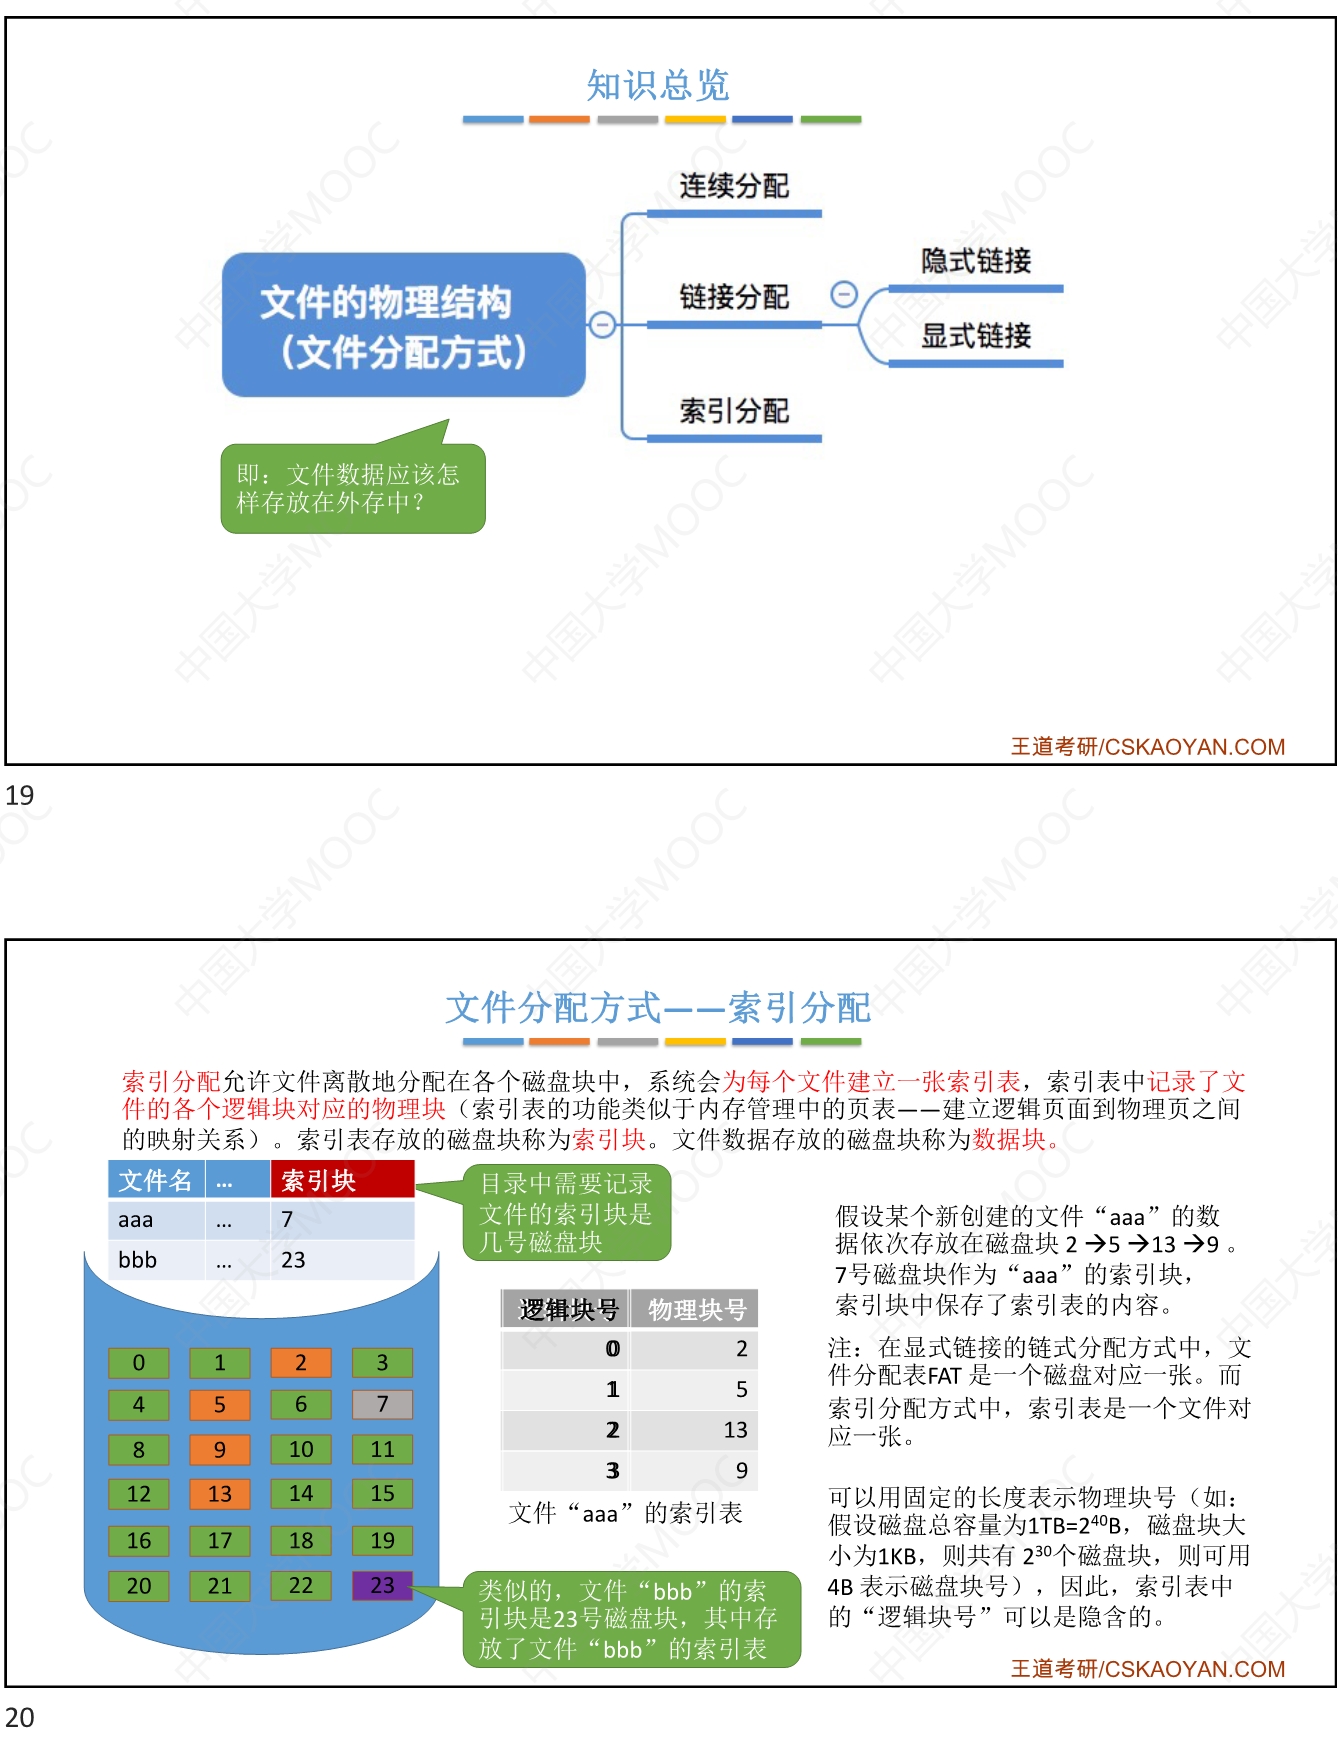 知识总览
连续分配
隐式链接
文件的物理结构
（文件分配方式）
链接分配
显式链接
索引分配
即：文件数据应该怎
样存放在外存中？
王道考研/CSKAOYAN.COM
19
文件分配方式——索引分配
索引分配允许文件离散地分配在各个磁盘块中，系统会为每个文件建立一张索引表，索引表中记录了文
件的各个逻辑块对应的物理块（索引表的功能类似于内存管理中的页表——建立逻辑页面到物理页之间
的映射关系）。索引表存放的磁盘块称为索引块。文件数据存放的磁盘块称为数据块。
文件名 ... 索引块
aaa ... 7
bbb ... 23
目录中需要记录
文件的索引块是
几号磁盘块
0 1 2 3
4 5 6 7
8 9 10 11
12 13 14 15
16 17 18 19
20 21 22 23
逻辑块号 物理块号
0 2
1 5
2 13
3 9
文件“aaa”的索引表
类似的，文件“bbb”的索
引块是23号磁盘块，其中存
放了文件“bbb”的索引表
假设某个新创建的文件“aaa”的数
据依次存放在磁盘块 2→5→13→9 。
7号磁盘块作为“aaa”的索引块，
索引块中保存了索引表的内容。
注：在显式链接的链式分配方式中，文
件分配表FAT 是一个磁盘对应一张。而
索引分配方式中，索引表是一个文件对
应一张。
可以用固定的长度表示物理块号（如：
假设磁盘总容量为1TB=2⁴⁰B，磁盘块大
小为1KB，则共有 2³⁰个磁盘块，则可用
4B 表示磁盘块号），因此，索引表中
的“逻辑块号”可以是隐含的。
王道考研/CSKAOYAN.COM
20
中国大学MOOC